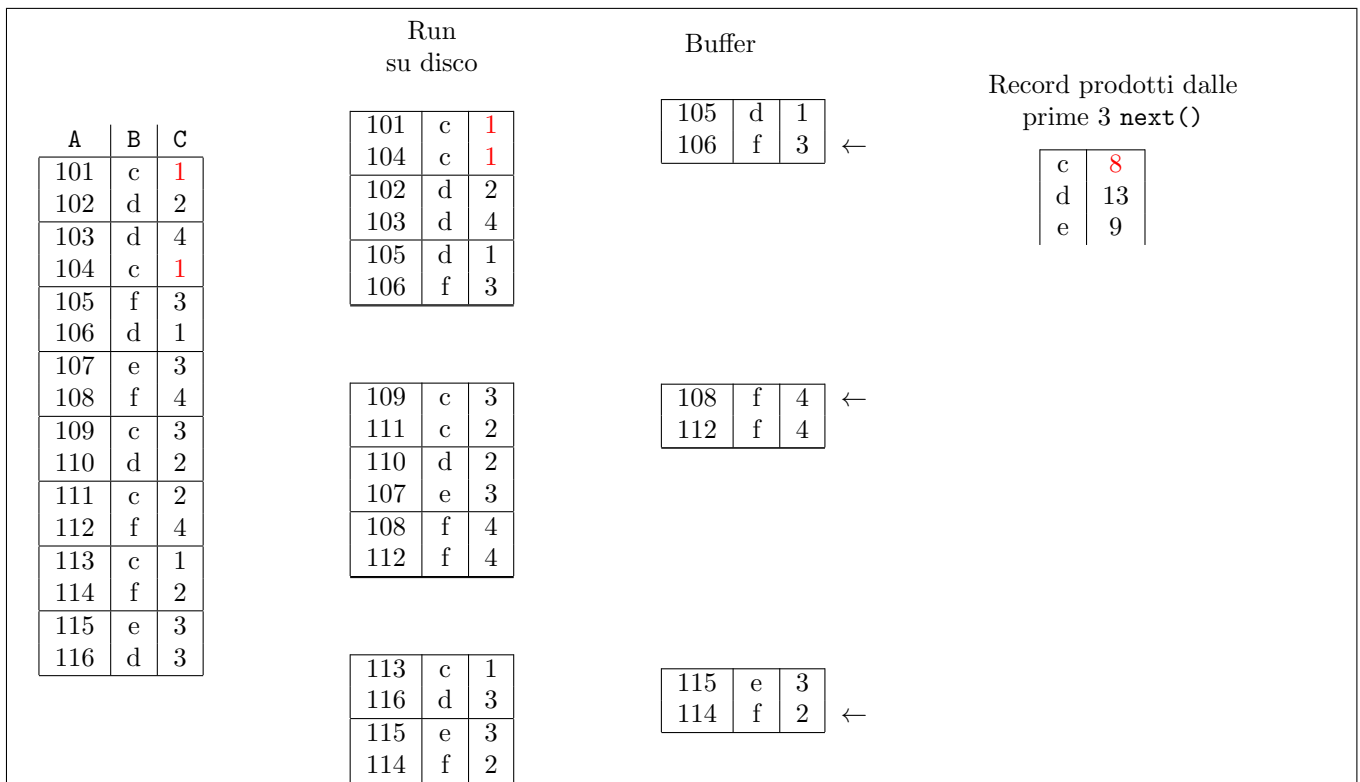 Run
su disco
Buffer
Record prodotti dalle
prime 3 next()
A B C
101 c 1
102 d 2
103 d 4
104 c 1
105 f 3
106 d 1
107 e 3
108 f 4
109 c 3
110 d 2
111 c 2
112 f 4
113 c 1
114 f 2
115 e 3
116 d 3
101 c 1
104 c 1
102 d 2
103 d 4
105 d 1
106 f 3
109 c 3
111 c 2
110 d 2
107 e 3
108 f 4
112 f 4
113 c 1
116 d 3
115 e 3
114 f 2
105 d 1
106 f 3 ←
108 f 4 ←
112 f 4
115 e 3
114 f 2 ←
c 8
d 13
e 9